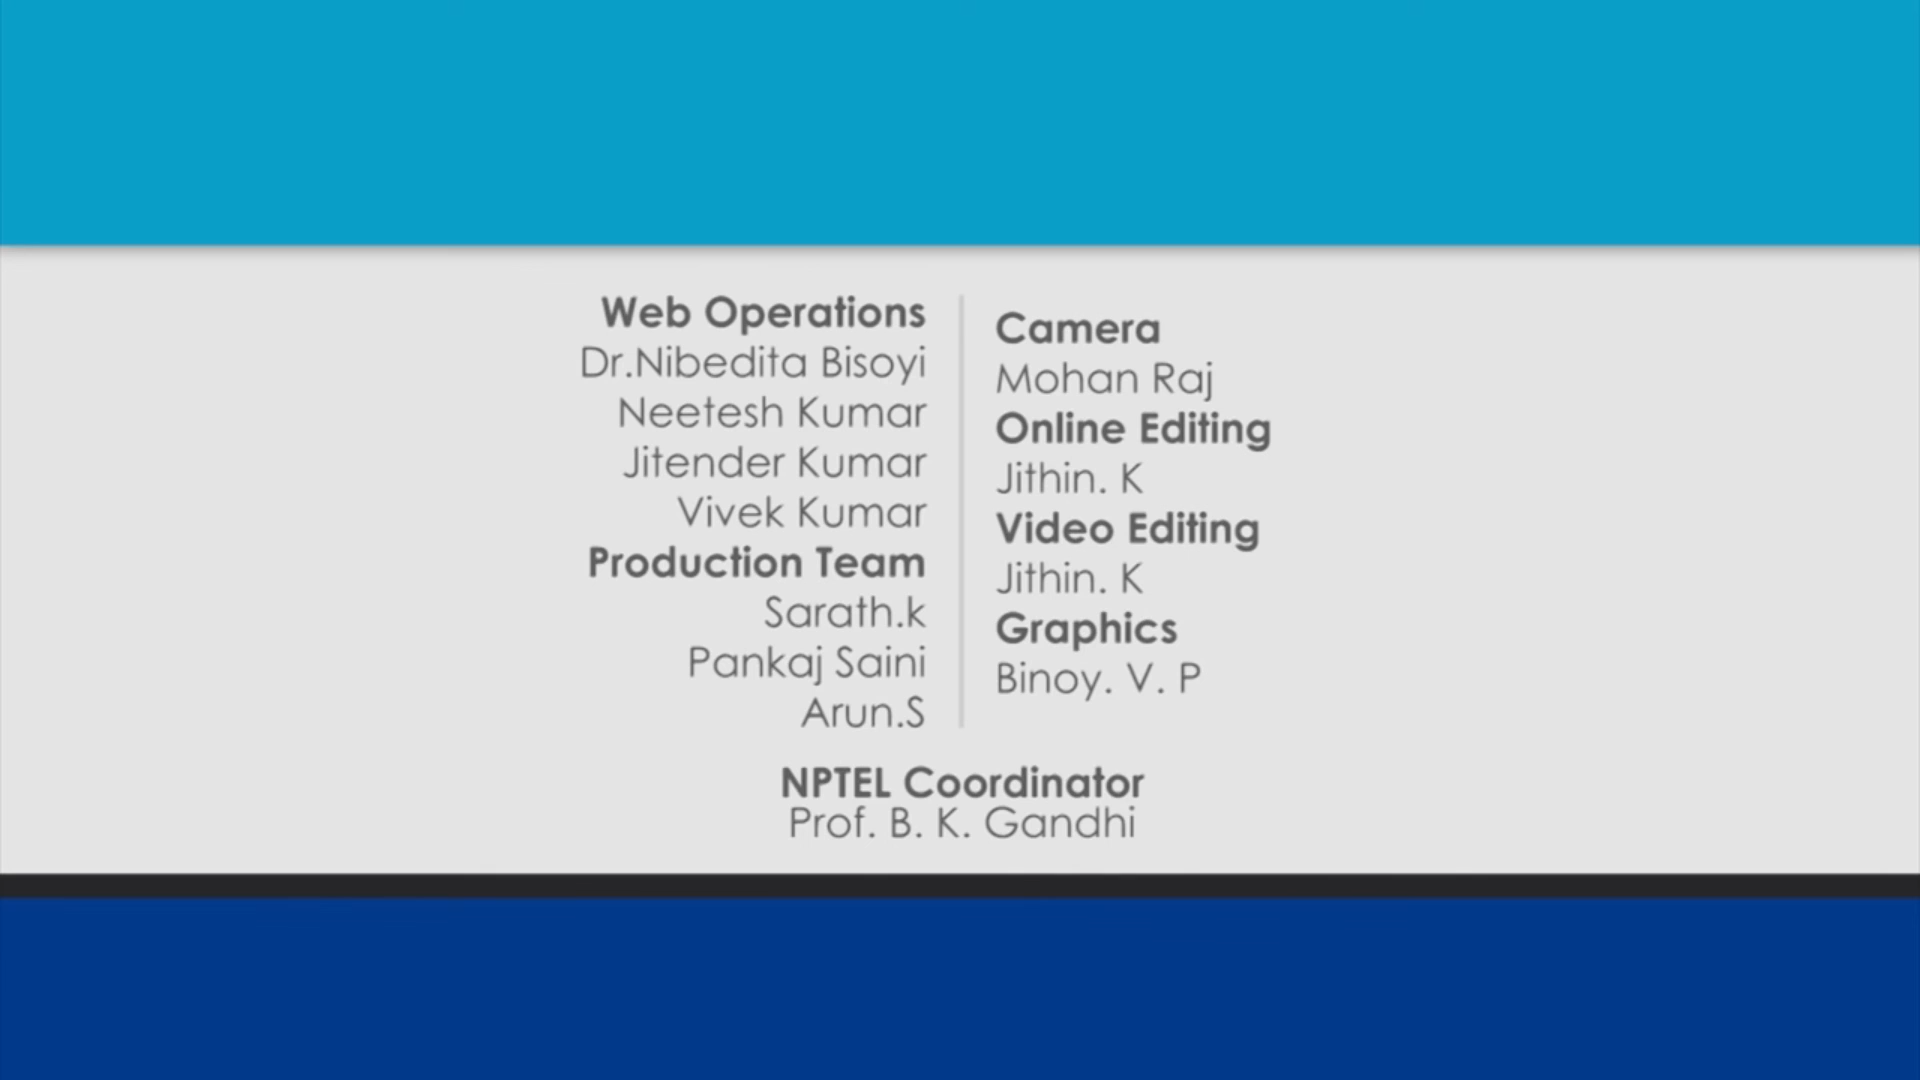 Web Operations
Dr.Nibedita Bisoyi
Neetesh Kumar
Jitender Kumar
Vivek Kumar
Production Team
Sarath.k
Pankaj Saini
Arun.S
Camera
Mohan Raj
Online Editing
Jithin. K
Video Editing
Jithin. K
Graphics
Binoy. V. P
NPTEL Coordinator
Prof. B. K. Gandhi